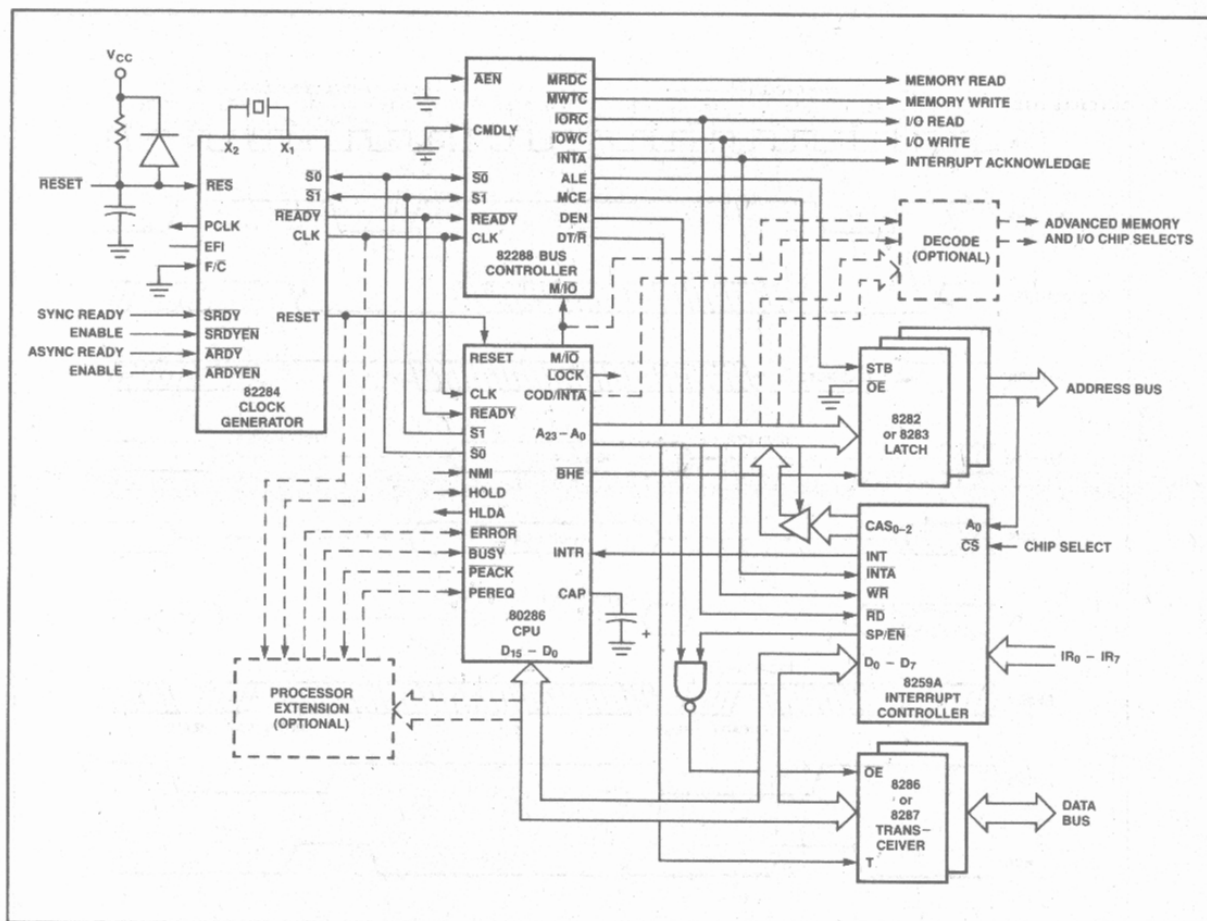 VCC
X2
X1
RESET
RES
PCLK
EFI
F/C
SYNC READY
SRDY
ENABLE
SRDYEN
ASYNC READY
ARDY
ENABLE
ARDYEN
S0
S1
READY
CLK
RESET
82284
CLOCK
GENERATOR
AEN
CMDLY
S0
S1
READY
CLK
MRDC
MWTC
IORC
IOWC
INTA
ALE
MCE
DEN
DT/R
82288 BUS
CONTROLLER
M/IO
MEMORY READ
MEMORY WRITE
I/O READ
I/O WRITE
INTERRUPT ACKNOWLEDGE
DECODE
(OPTIONAL)
ADVANCED MEMORY
AND I/O CHIP SELECTS
RESET
M/IO
LOCK
CLK
COD/INTA
READY
S1
A23 – A0
S0
NMI
BHE
HOLD
HLDA
ERROR
BUSY
INTR
PEACK
PEREQ
CAP
+
80286
CPU
D15 – D0
STB
OE
8282
or 8283
LATCH
ADDRESS BUS
CAS0–2
A0
CS
CHIP SELECT
INT
INTA
WR
RD
SP/EN
D0 – D7
IR0 – IR7
8259A
INTERRUPT
CONTROLLER
PROCESSOR
EXTENSION
(OPTIONAL)
OE
8286
or
8287
TRANS-
CEIVER
T
DATA
BUS